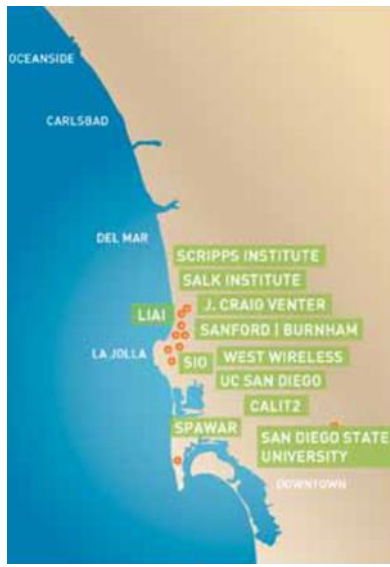 OCEANSIDE
CARLSBAD
DEL MAR
SCRIPPS INSTITUTE
SALK INSTITUTE
LIAI
J. CRAIG VENTER
SANFORD | BURNHAM
LA JOLLA
SIO
WEST WIRELESS
UC SAN DIEGO
CALIT2
SPAWAR
SAN DIEGO STATE
UNIVERSITY
DOWNTOWN